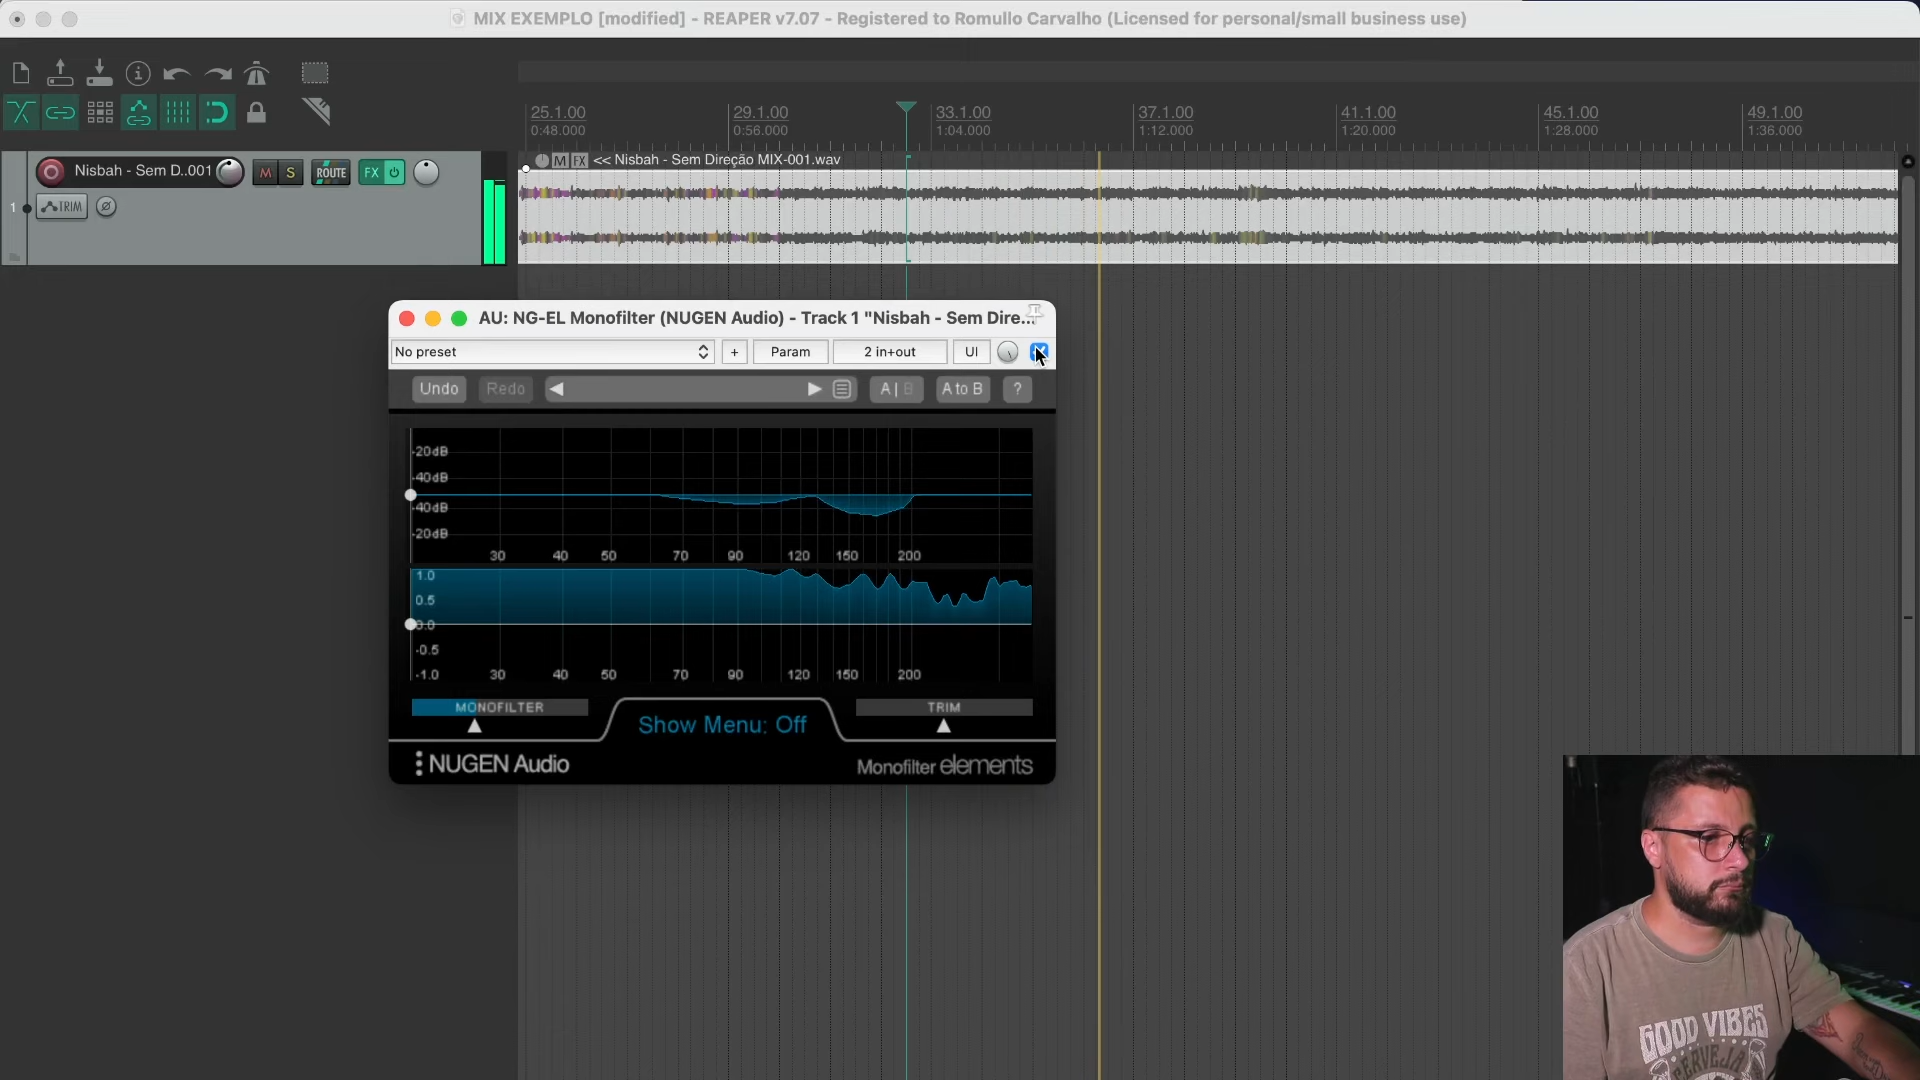 MIX EXEMPLO [modified] - REAPER v7.07 - Registered to Romullo Carvalho (Licensed for personal/small business use)
25.1.00 29.1.00 33.1.00 37.1.00 41.1.00 45.1.00 49.1.00
0:48.000 0:56.000 1:04.000 1:12.000 1:20.000 1:28.000 1:36.000
Nisbah - Sem D..001 M S ROUTE FX
M FX << Nisbah - Sem Direção MIX-001.wav
1 TRIM
AU: NG-EL Monofilter (NUGEN Audio) - Track 1 "Nisbah - Sem Dire...
No preset + Param 2 in+out UI
Undo Redo A | B A to B ?
-20dB
-40dB
-40dB
-20dB
30 40 50 70 90 120 150 200
1.0
0.5
0.0
-0.5
-1.0 30 40 50 70 90 120 150 200
MONOFILTER TRIM
Show Menu: Off
NUGEN Audio Monofilter elements
GOOD VIBES
CERVEJA